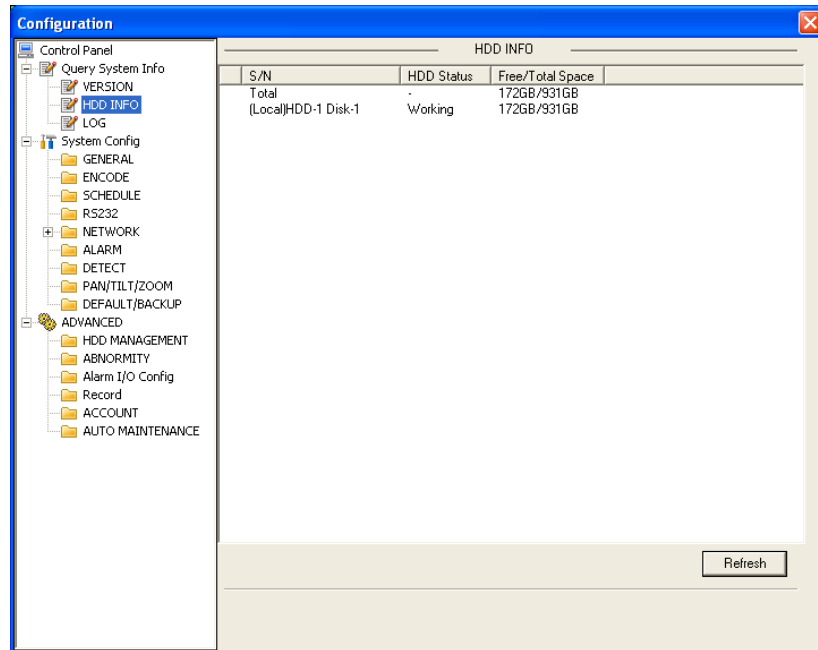 Configuration
Control Panel
Query System Info
VERSION
HDD INFO
LOG
System Config
GENERAL
ENCODE
SCHEDULE
RS232
NETWORK
ALARM
DETECT
PAN/TILT/ZOOM
DEFAULT/BACKUP
ADVANCED
HDD MANAGEMENT
ABNORMITY
Alarm I/O Config
Record
ACCOUNT
AUTO MAINTENANCE
HDD INFO
S/N HDD Status Free/Total Space
Total - 172GB/931GB
(Local)HDD-1 Disk-1 Working 172GB/931GB
Refresh